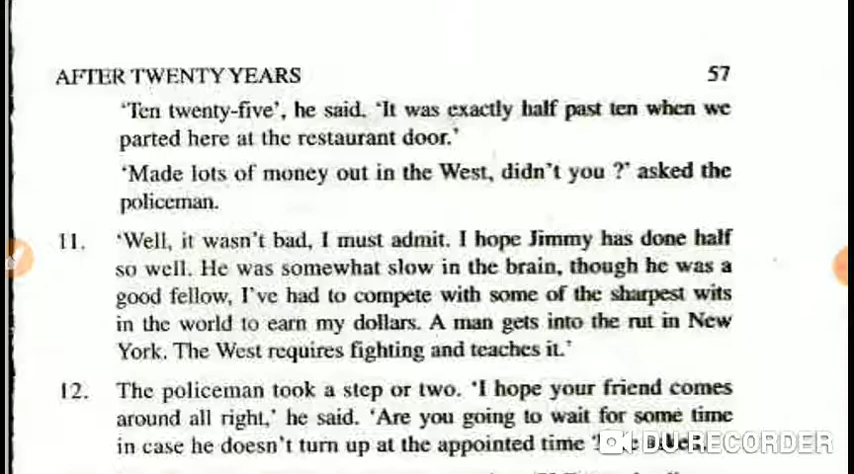 AFTER TWENTY YEARS 57
'Ten twenty-five', he said. 'It was exactly half past ten when we
parted here at the restaurant door.'
'Made lots of money out in the West, didn't you ?' asked the
policeman.
11. 'Well, it wasn't bad, I must admit. I hope Jimmy has done half
so well. He was somewhat slow in the brain, though he was a
good fellow, I've had to compete with some of the sharpest wits
in the world to earn my dollars. A man gets into the rut in New
York. The West requires fighting and teaches it.'
12. The policeman took a step or two. 'I hope your friend comes
around all right,' he said. 'Are you going to wait for some time
in case he doesn't turn up at the appointed time
DU RECORDER